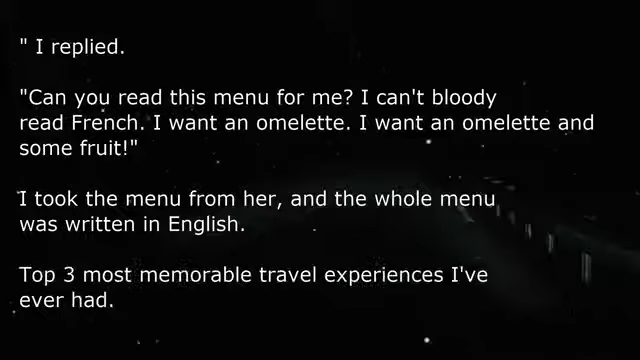 " I replied.
"Can you read this menu for me? I can't bloody
read French. I want an omelette. I want an omelette and
some fruit!"
I took the menu from her, and the whole menu
was written in English.
Top 3 most memorable travel experiences I've
ever had.